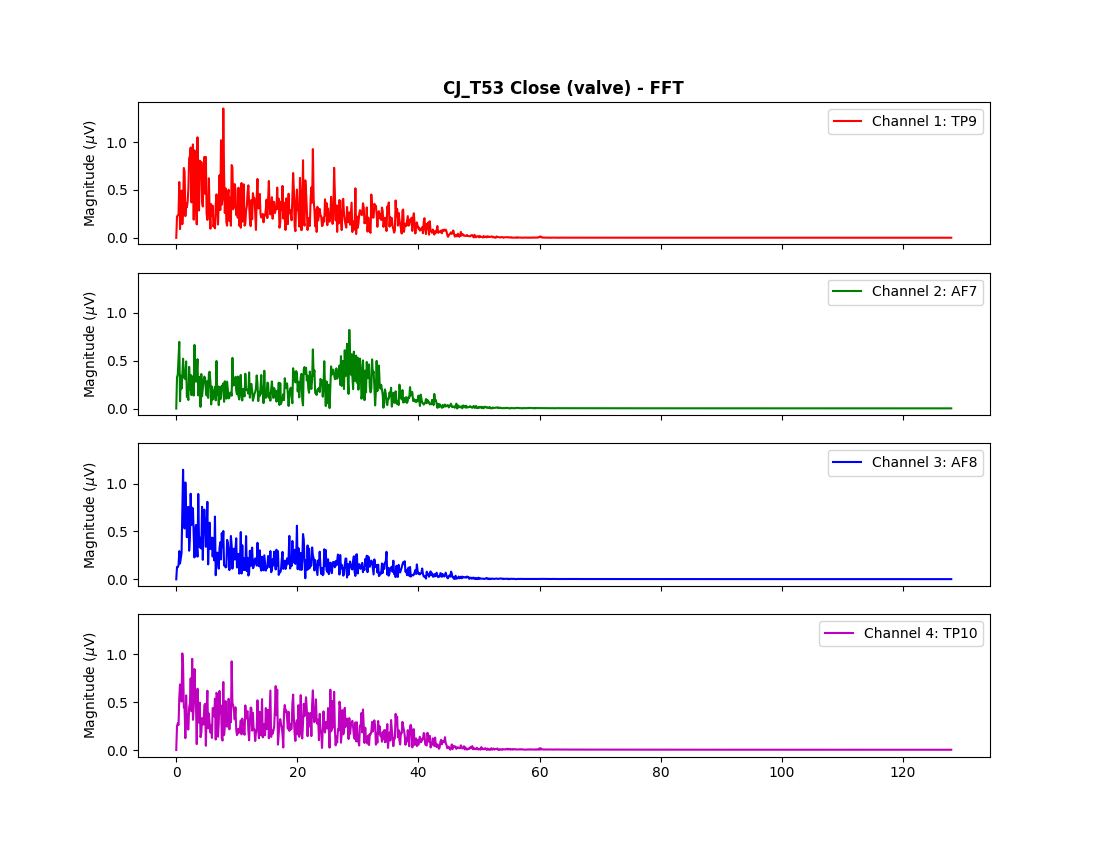 CJ_T53 Close (valve) - FFT
Magnitude (μV)
1.0
0.5
0.0
Channel 1: TP9
Magnitude (μV)
1.0
0.5
0.0
Channel 2: AF7
Magnitude (μV)
1.0
0.5
0.0
Channel 3: AF8
Magnitude (μV)
1.0
0.5
0.0
Channel 4: TP10
0 20 40 60 80 100 120